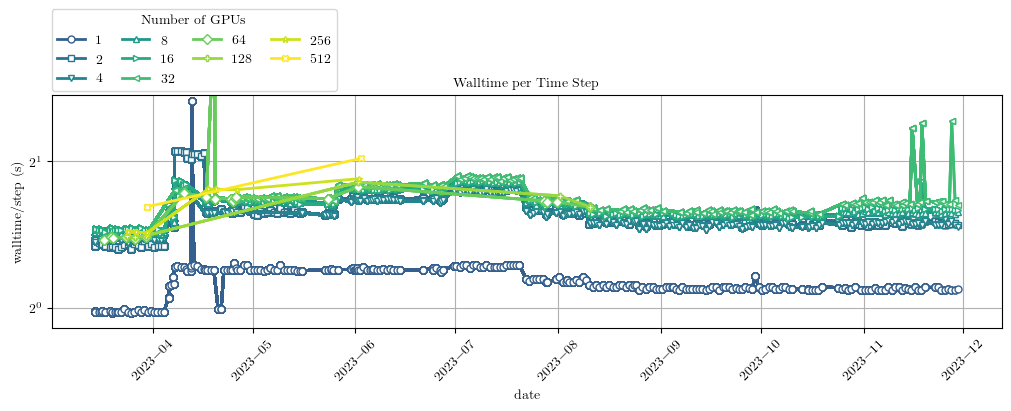 Number of GPUs
1 8 64 256
2 16 128 512
4 32
Walltime per Time Step
walltime/step (s)
2^1
2^0
2023−04 2023−05 2023−06 2023−07 2023−08 2023−09 2023−10 2023−11 2023−12
date